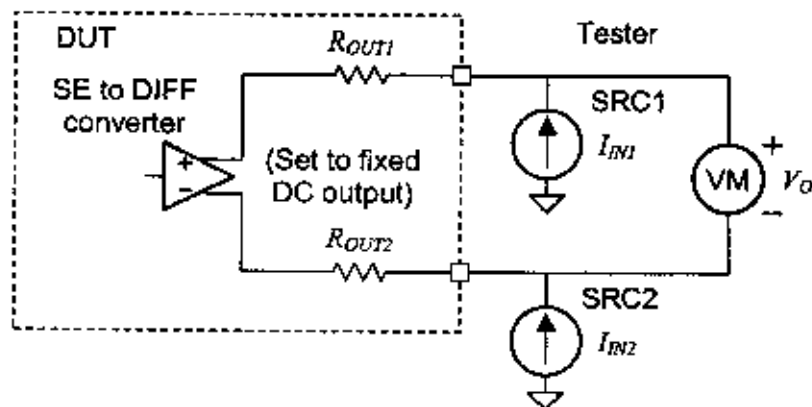 DUT
R_OUT1
Tester
SE to DIFF
converter
SRC1
I_IN1
+
−
(Set to fixed
DC output)
VM
+
V_O
−
R_OUT2
SRC2
I_IN2